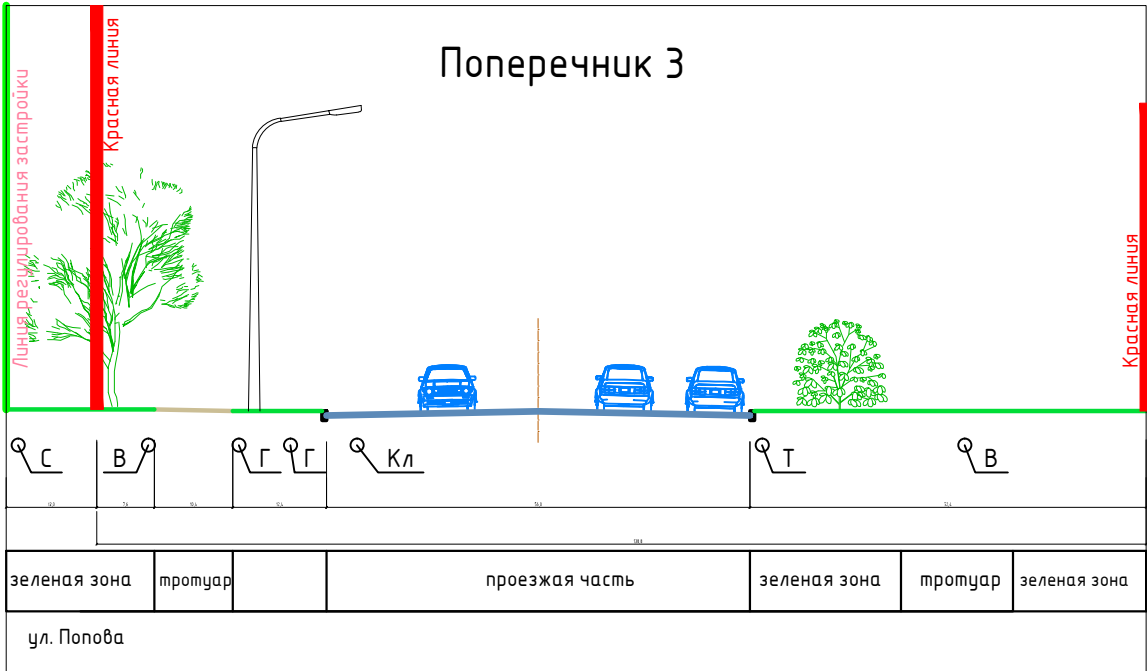 Поперечник 3
Линия регулирования застройки
Красная линия
Красная линия
С
В
Г
Г
Кл
Т
В
зеленая зона
тротуар
проезжая часть
зеленая зона
тротуар
зеленая зона
ул. Попова